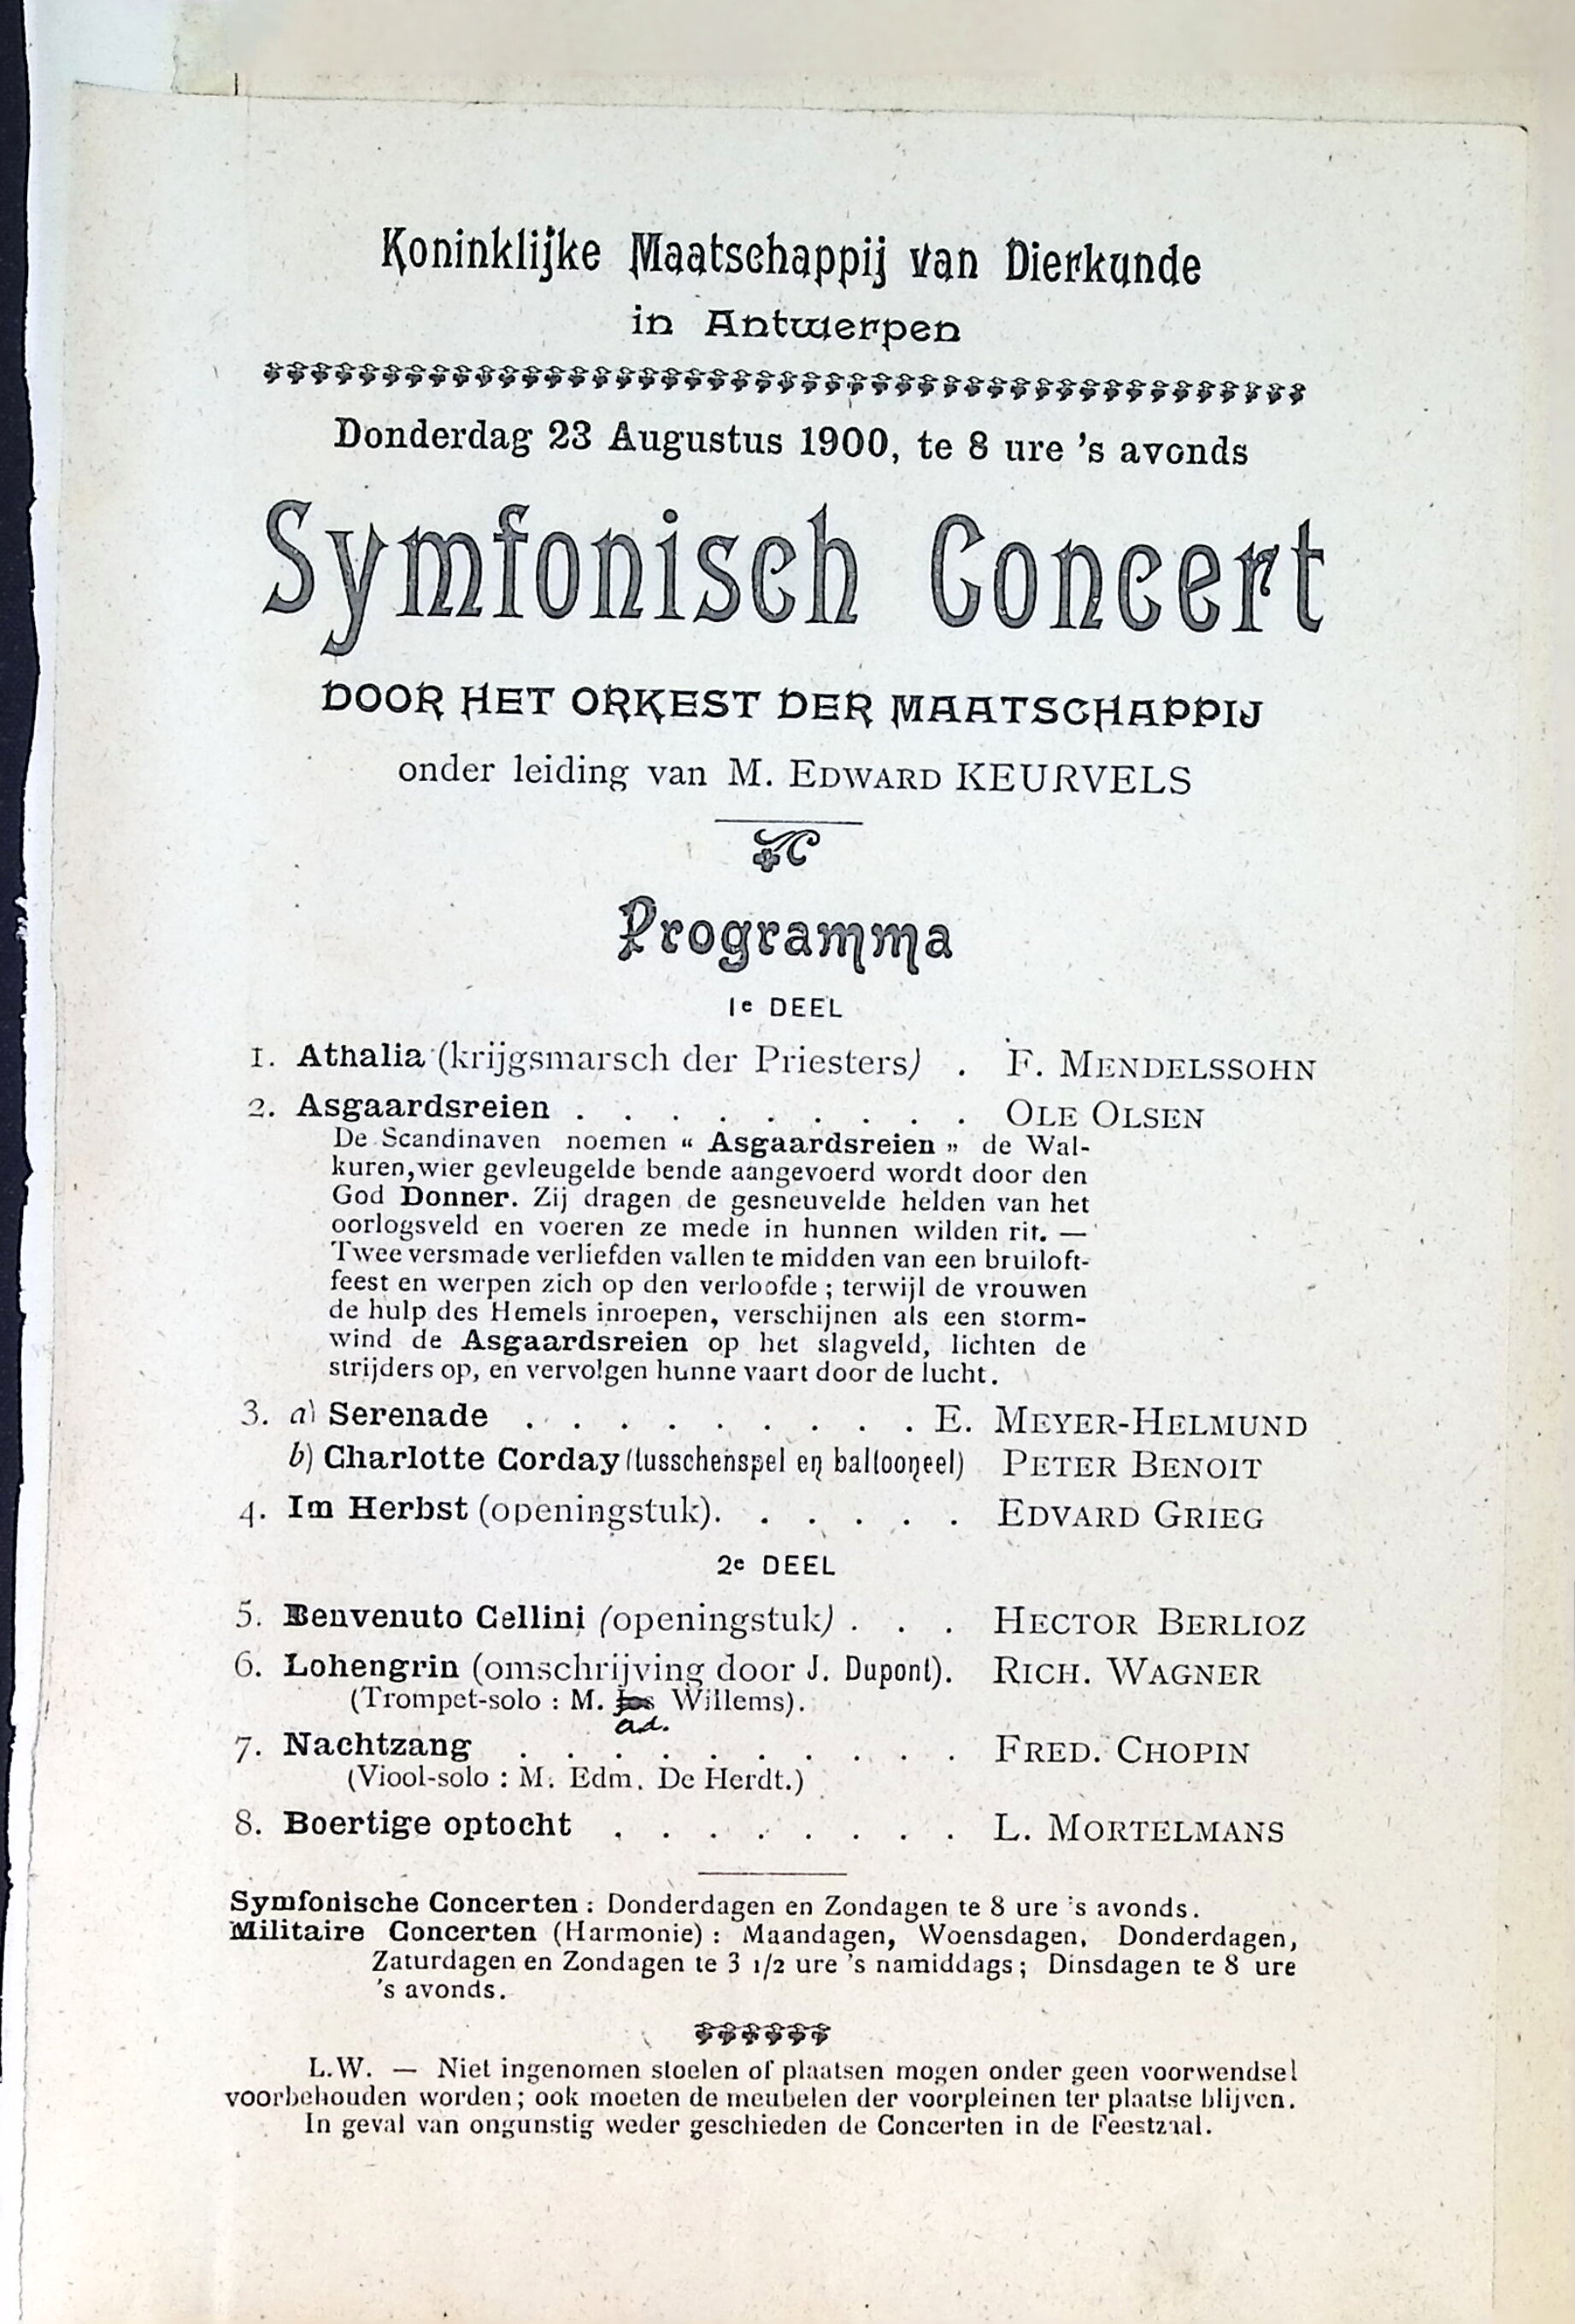 Koninklijke Maatschappij van Dierkunde
in Antwerpen
Donderdag 23 Augustus 1900, te 8 ure 's avonds
Symfonisch Concert
DOOR HET ORKEST DER MAATSCHAPPIJ
onder leiding van M. EDWARD KEURVELS
Programma
1e DEEL
1. Athalia (krijgsmarsch der Priesters) . F. MENDELSSOHN
2. Asgaardsreien . . . . . . . . . OLE OLSEN
De Scandinaven noemen « Asgaardsreien » de Wal-
kuren, wier gevleugelde bende aangevoerd wordt door den
God Donner. Zij dragen de gesneuvelde helden van het
oorlogsveld en voeren ze mede in hunnen wilden rit. —
Twee versmade verliefden vallen te midden van een bruiloft-
feest en werpen zich op den verloofde ; terwijl de vrouwen
de hulp des Hemels inroepen, verschijnen als een storm-
wind de Asgaardsreien op het slagveld, lichten de
strijders op, en vervolgen hunne vaart door de lucht.
3. a) Serenade . . . . . . . . . E. MEYER-HELMUND
b) Charlotte Corday (tusschenspel en baltooneel) PETER BENOIT
4. Im Herbst (openingstuk). . . . . . EDVARD GRIEG
2e DEEL
5. Benvenuto Cellini (openingstuk) . . . HECTOR BERLIOZ
6. Lohengrin (omschrijving door J. Dupont). RICH. WAGNER
(Trompet-solo : M. Jos Willems).
ad.
7. Nachtzang . . . . . . . . . . FRED. CHOPIN
(Viool-solo : M. Edm. De Herdt.)
8. Boertige optocht . . . . . . . . L. MORTELMANS
Symfonische Concerten : Donderdagen en Zondagen te 8 ure 's avonds.
Militaire Concerten (Harmonie) : Maandagen, Woensdagen, Donderdagen,
Zaturdagen en Zondagen te 3 1/2 ure 's namiddags ; Dinsdagen te 8 ure
's avonds.
L.W. — Niet ingenomen stoelen of plaatsen mogen onder geen voorwendsel
voorbehouden worden ; ook moeten de meubelen der voorpleinen ter plaatse blijven.
In geval van ongunstig weder geschieden de Concerten in de Feestzaal.